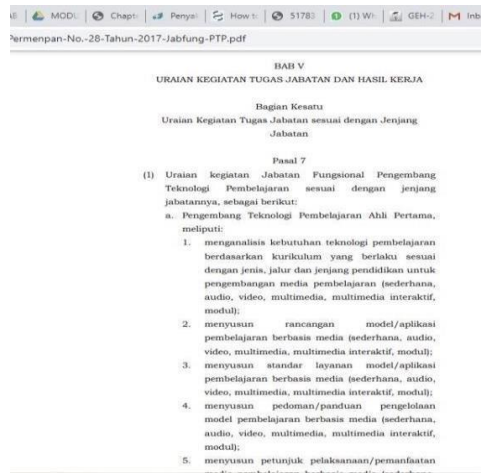 MODU
Chapt
Penya
How t
5178
(1) Wh
GEH-2
Inb
Permenpan-No.-28-Tahun-2017-Jabfung-PTP.pdf
BAB V
URAIAN KEGIATAN TUGAS JABATAN DAN HASIL KERJA
Bagian Kesatu
Uraian Kegiatan Tugas Jabatan sesuai dengan Jenjang
Jabatan
Pasal 7
(1) Uraian kegiatan Jabatan Fungsional Pengembang
Teknologi Pembelajaran sesuai dengan jenjang
jabatannya, sebagai berikut:
a. Pengembang Teknologi Pembelajaran Ahli Pertama,
meliputi:
1. menganalisis kebutuhan teknologi pembelajaran
berdasarkan kurikulum yang berlaku sesuai
dengan jenis, jalur dan jenjang pendidikan untuk
pengembangan media pembelajaran (sederhana,
audio, video, multimedia, multimedia interaktif,
modul);
2. menyusun rancangan model/aplikasi
pembelajaran berbasis media (sederhana, audio,
video, multimedia, multimedia interaktif, modul);
3. menyusun standar layanan model/aplikasi
pembelajaran berbasis media (sederhana, audio,
video, multimedia, multimedia interaktif, modul);
4. menyusun pedoman/panduan pengelolaan
model pembelajaran berbasis media (sederhana,
audio, video, multimedia, multimedia interaktif,
modul);
5. menyusun petunjuk pelaksanaan/pemanfaatan